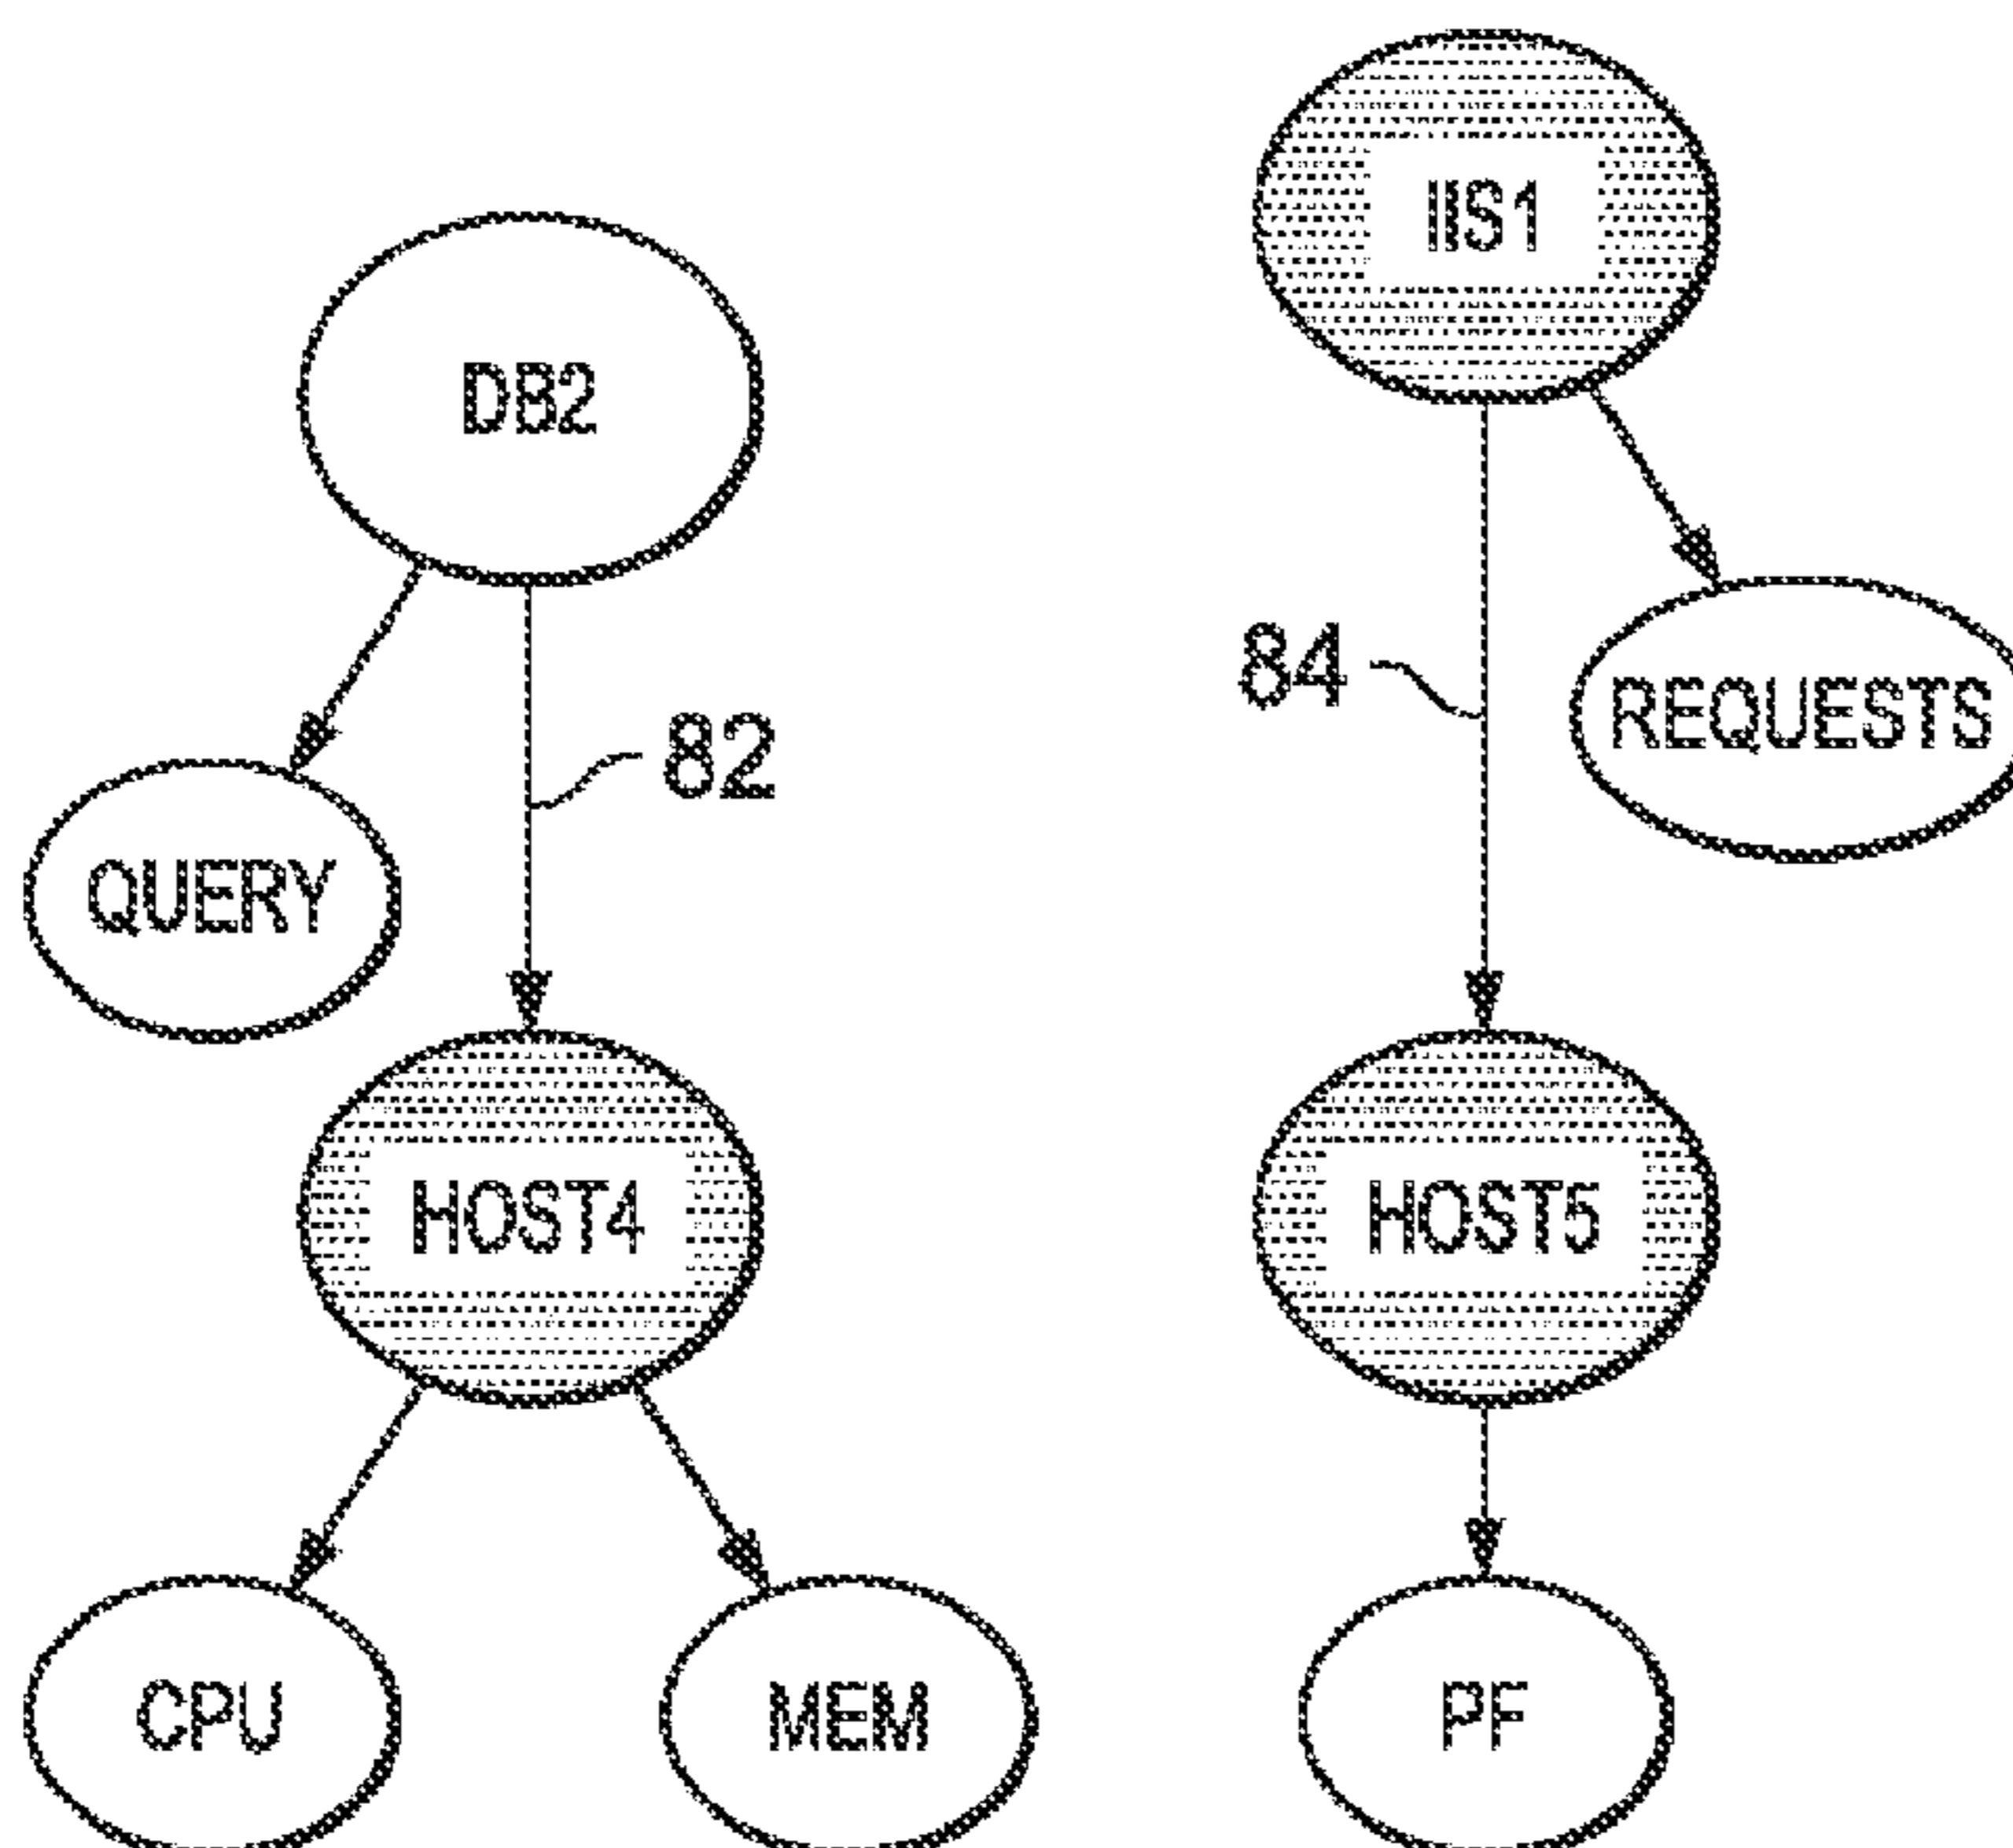 IIS1
DB2
84
REQUESTS
82
QUERY
HOST4
HOST5
CPU
MEM
PF